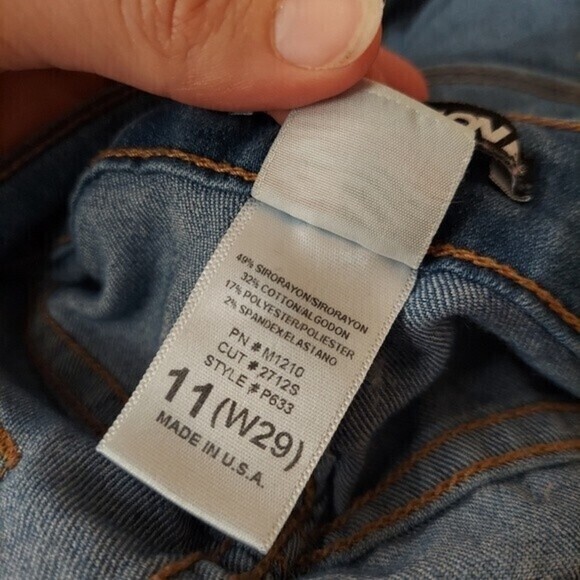 49% SIRORAYON/SIRORAYON
32% COTTON/ALGODON
17% POLYESTER/POLIESTER
2% SPANDEX/ELASTANO
PN # M1210
CUT # 2712S
STYLE # P633
11 (W29)
MADE IN U.S.A.